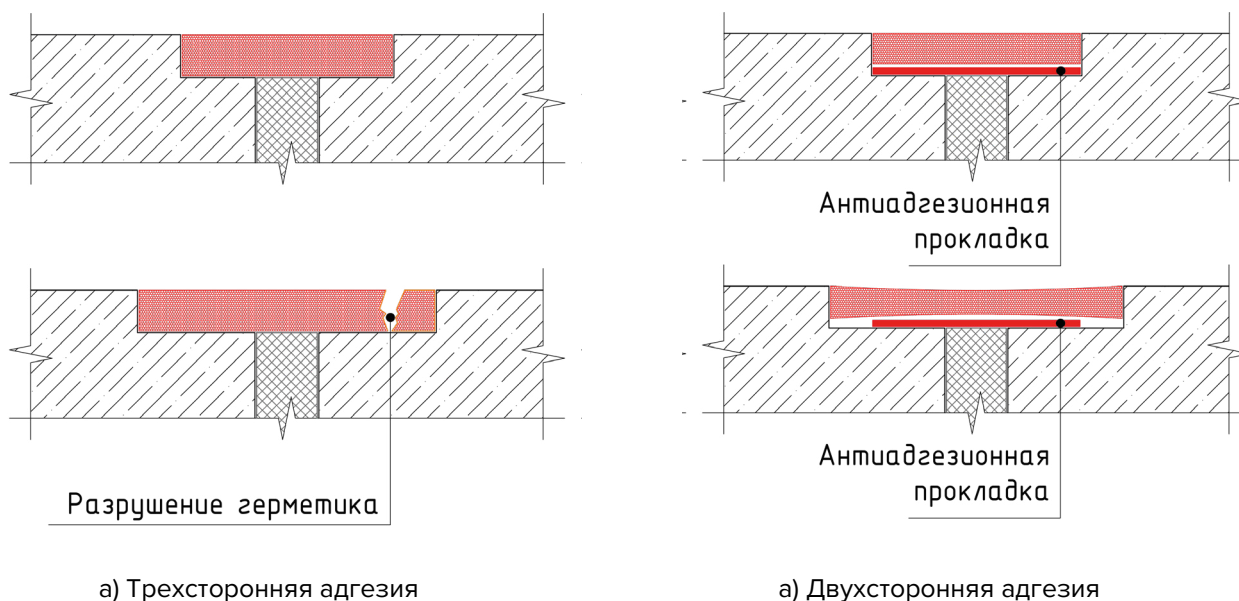 Антиадгезионная
прокладка
Разрушение герметика
Антиадгезионная
прокладка
а) Трехсторонняя адгезия
а) Двухсторонняя адгезия